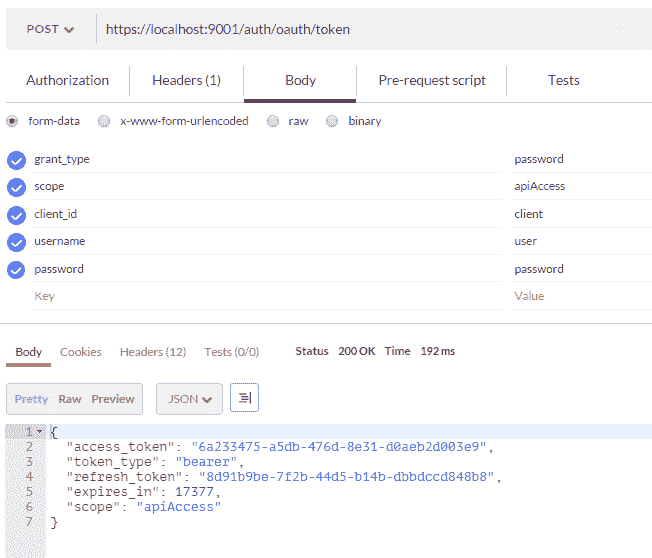 POST https://localhost:9001/auth/oauth/token
Authorization Headers (1) Body Pre-request script Tests
form-data x-www-form-urlencoded raw binary
grant_type password
scope apiAccess
client_id client
username user
password password
Key Value
Body Cookies Headers (12) Tests (0/0) Status 200 OK Time 192 ms
Pretty Raw Preview JSON
1 {
2 "access_token": "6a233475-a5db-476d-8e31-d0aeb2d003e9",
3 "token_type": "bearer",
4 "refresh_token": "8d91b9be-7f2b-44d5-b14b-dbbdccd848b8",
5 "expires_in": 17377,
6 "scope": "apiAccess"
7 }